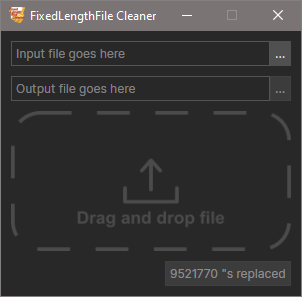 FixedLengthFile Cleaner
Input file goes here ...
Output file goes here ...
Drag and drop file
9521770 "s replaced